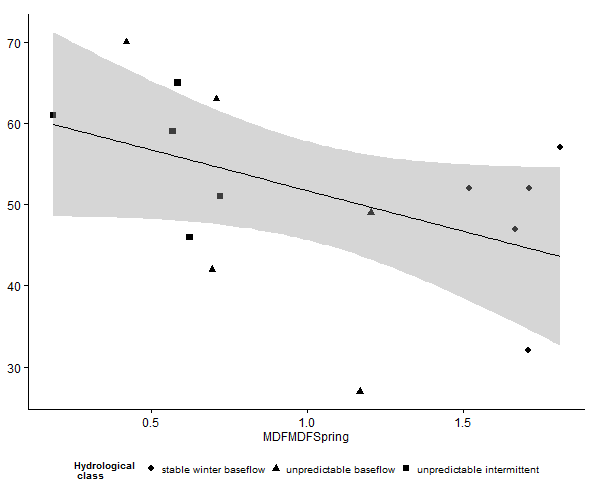 70
60
50
40
30
0.5 1.0 1.5
MDFMDFSpring
Hydrological
class
stable winter baseflow unpredictable baseflow unpredictable intermittent